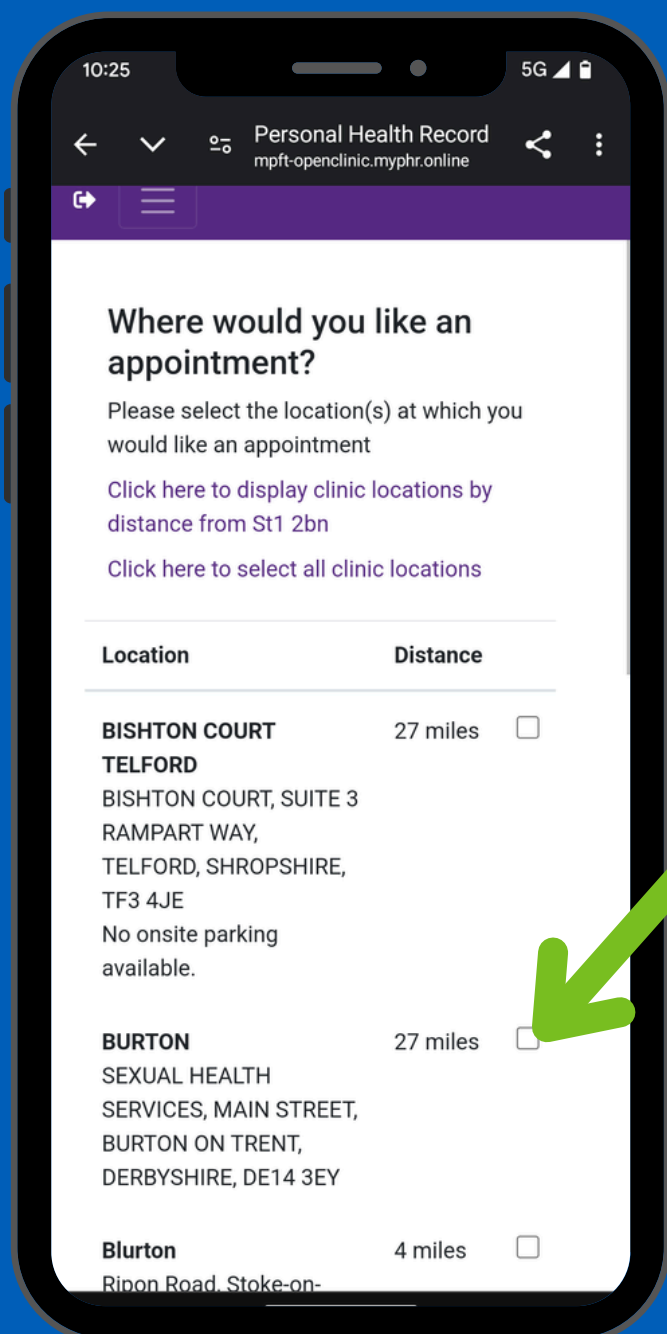 10:25
5G
Personal Health Record
mpft-openclinic.myphr.online
Where would you like an
appointment?
Please select the location(s) at which you
would like an appointment
Click here to display clinic locations by
distance from St1 2bn
Click here to select all clinic locations
Location Distance
BISHTON COURT 27 miles
TELFORD
BISHTON COURT, SUITE 3
RAMPART WAY,
TELFORD, SHROPSHIRE,
TF3 4JE
No onsite parking
available.
BURTON 27 miles
SEXUAL HEALTH
SERVICES, MAIN STREET,
BURTON ON TRENT,
DERBYSHIRE, DE14 3EY
Blurton 4 miles
Ripon Road, Stoke-on-